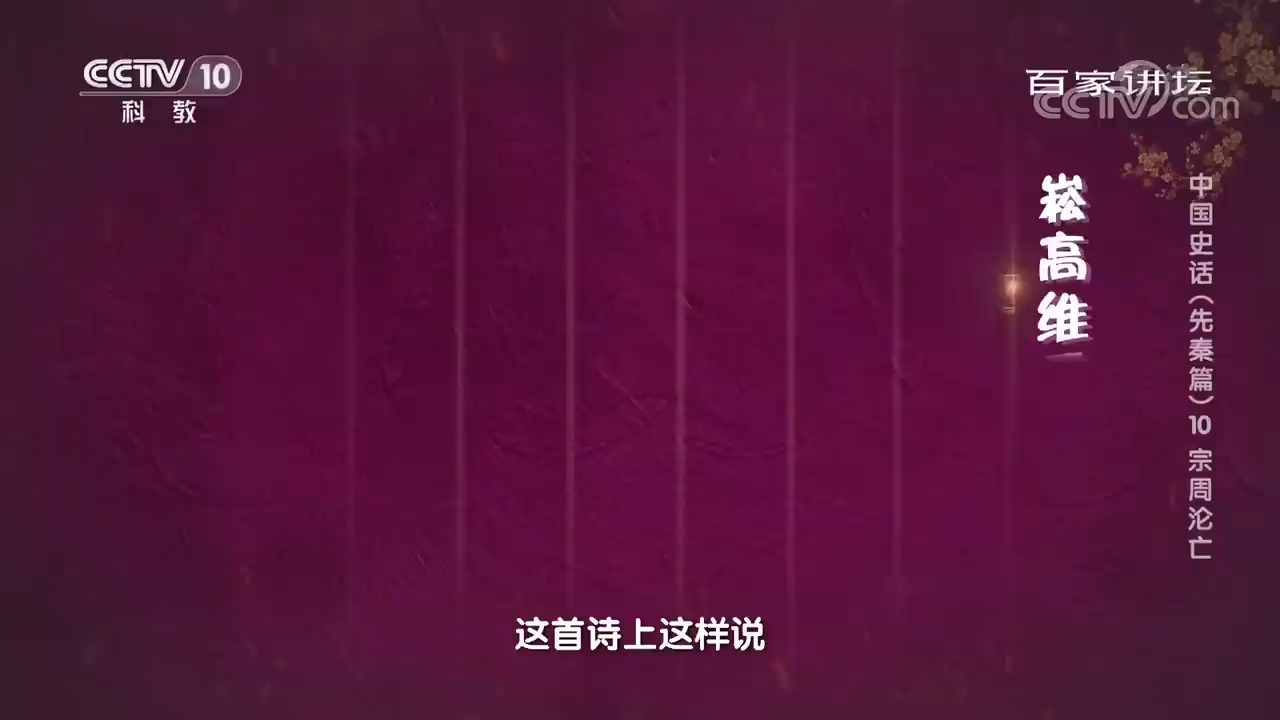 CCTV 10
科教
百家讲坛
CCTV.com
崧高维
中国史话（先秦篇）10 宗周沦亡
这首诗上这样说